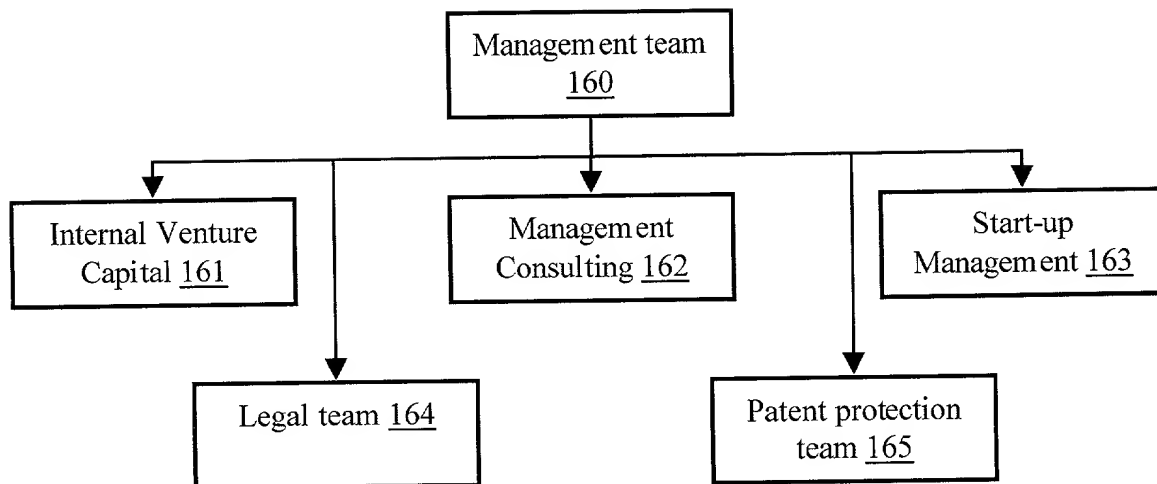 Management team
160
Internal Venture
Capital 161
Management
Consulting 162
Start-up
Management 163
Legal team 164
Patent protection
team 165